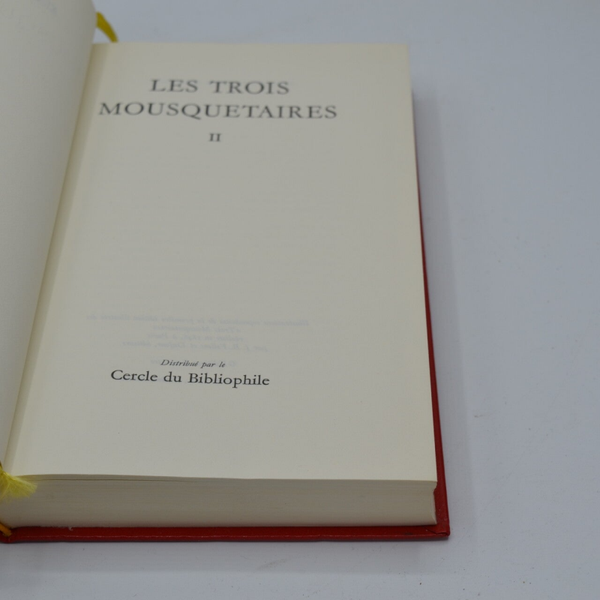 LES TROIS
MOUSQUETAIRES
II
Distribué par le
Cercle du Bibliophile